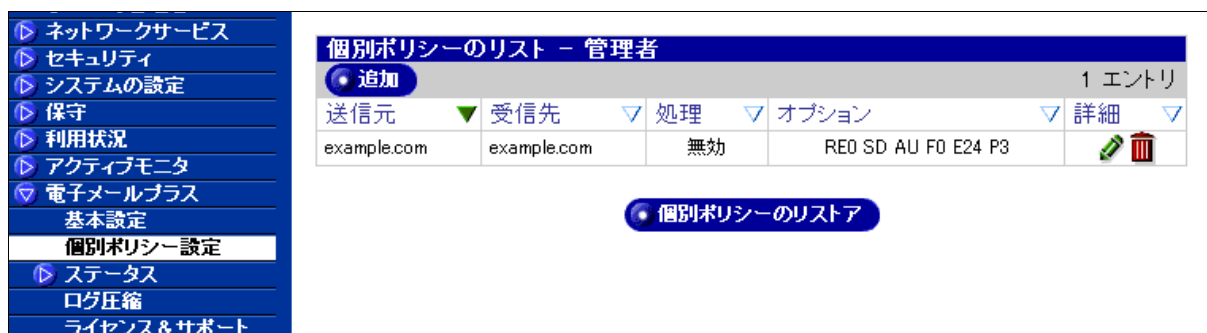 ネットワークサービス
セキュリティ
システムの設定
保守
利用状況
アクティブモニタ
電子メールプラス
基本設定
個別ポリシー設定
ステータス
ログ圧縮
ライセンス＆サポート
個別ポリシーのリスト － 管理者
追加
1 エントリ
送信元 受信先 処理 オプション 詳細
example.com example.com 無効 RE0 SD AU F0 E24 P3
個別ポリシーのリストア